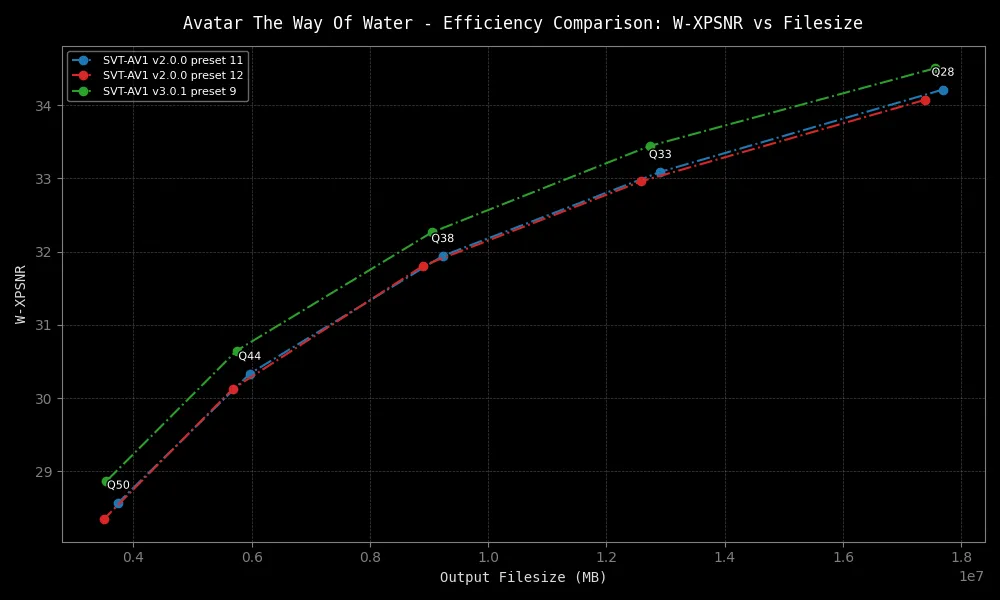 Avatar The Way Of Water - Efficiency Comparison: W-XPSNR vs Filesize
SVT-AV1 v2.0.0 preset 11
SVT-AV1 v2.0.0 preset 12
SVT-AV1 v3.0.1 preset 9
Q28
Q33
Q38
Q44
Q50
34
33
32
31
30
29
W-XPSNR
0.4 0.6 0.8 1.0 1.2 1.4 1.6 1.8
1e7
Output Filesize (MB)